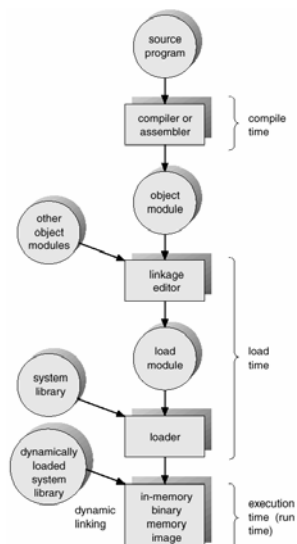 source
program
compiler or
assembler
compile
time
object
module
other
object
modules
linkage
editor
load
module
load
time
system
library
loader
dynamically
loaded
system
library
dynamic
linking
in-memory
binary
memory
image
execution
time (run
time)